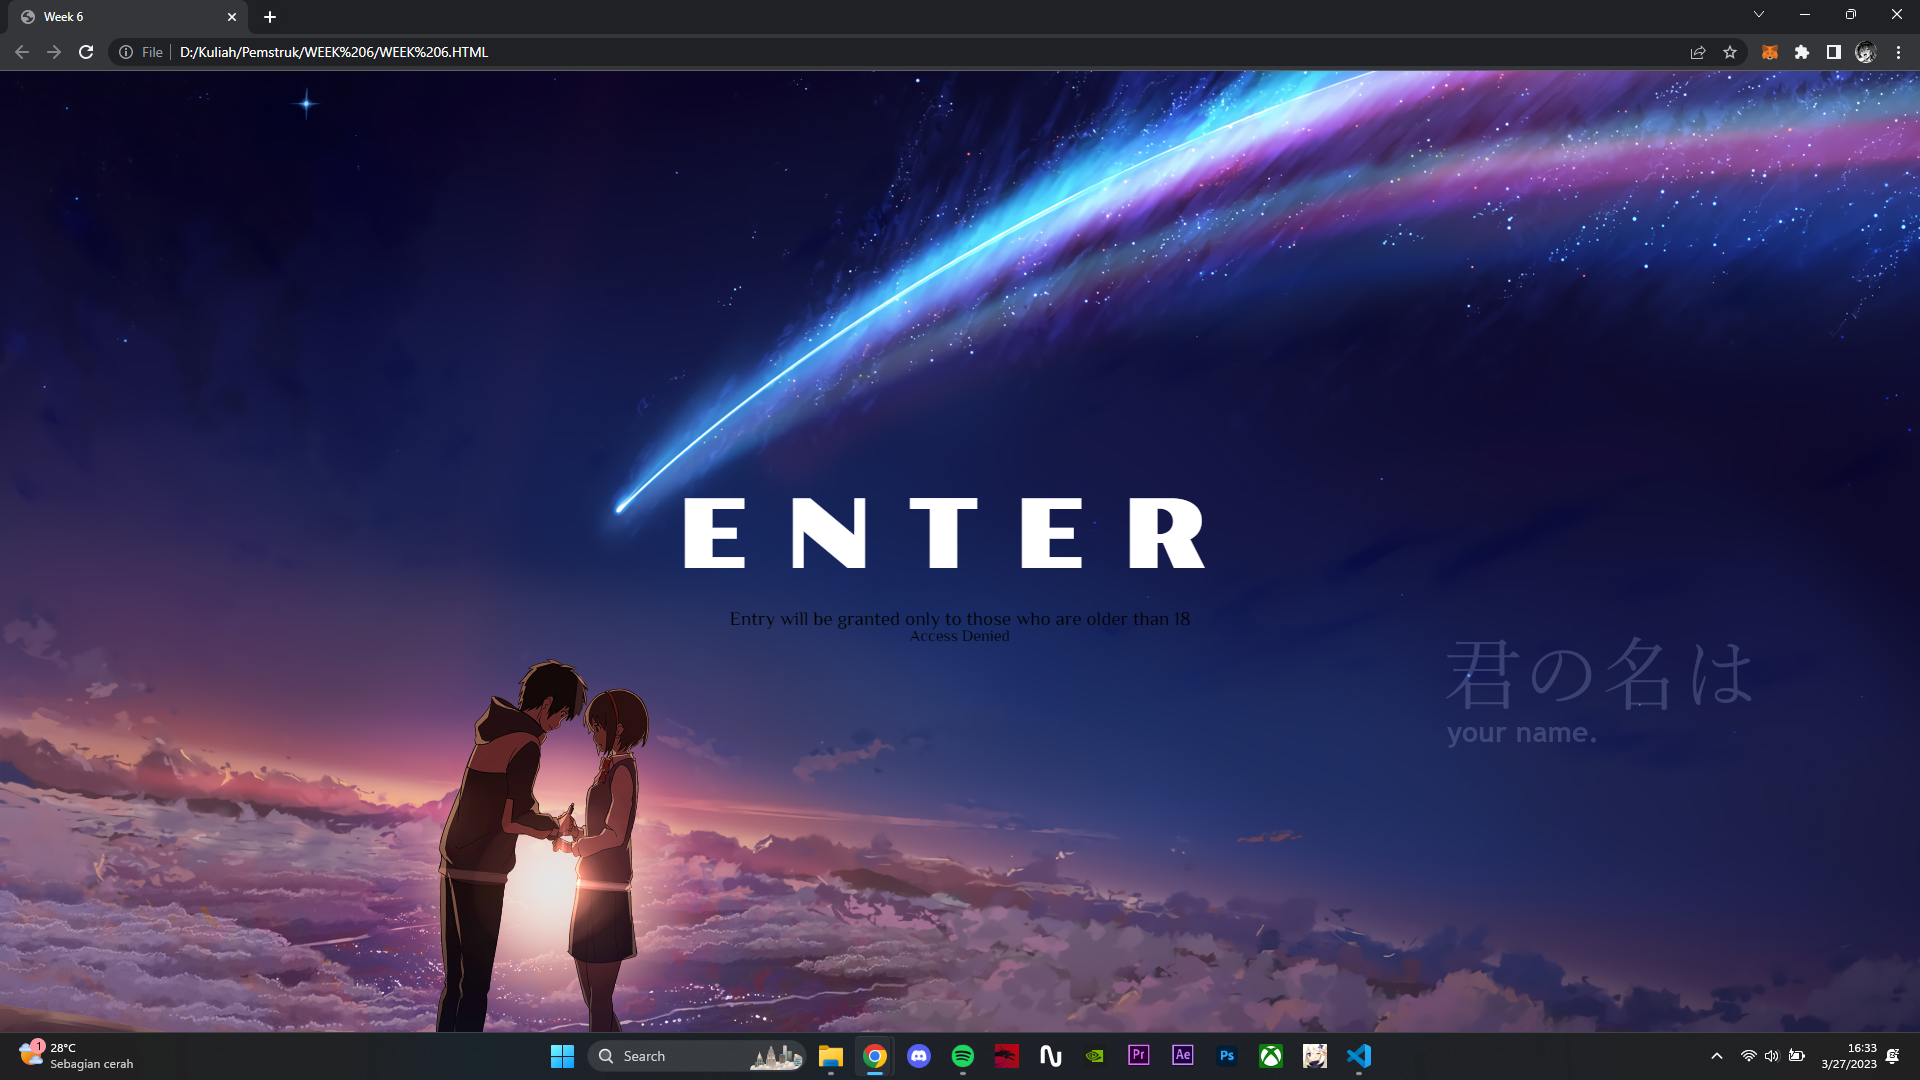 Week 6
File
D:/Kuliah/Pemstruk/WEEK%206/WEEK%206.HTML
ENTER
Entry will be granted only to those who are older than 18
Access Denied
君の名は
your name.
1
28°C
Sebagian cerah
Search
Pr
Ae
Ps
16:33
3/27/2023